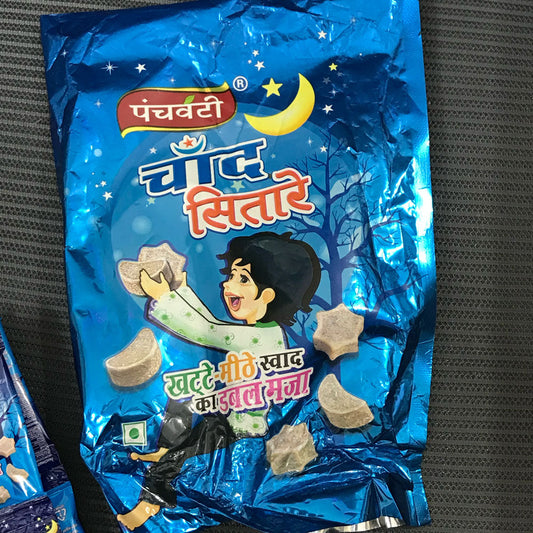 पंचवटी
®
चाँद
सितारे
खट्टे मीठे स्वाद
का डबल मजा